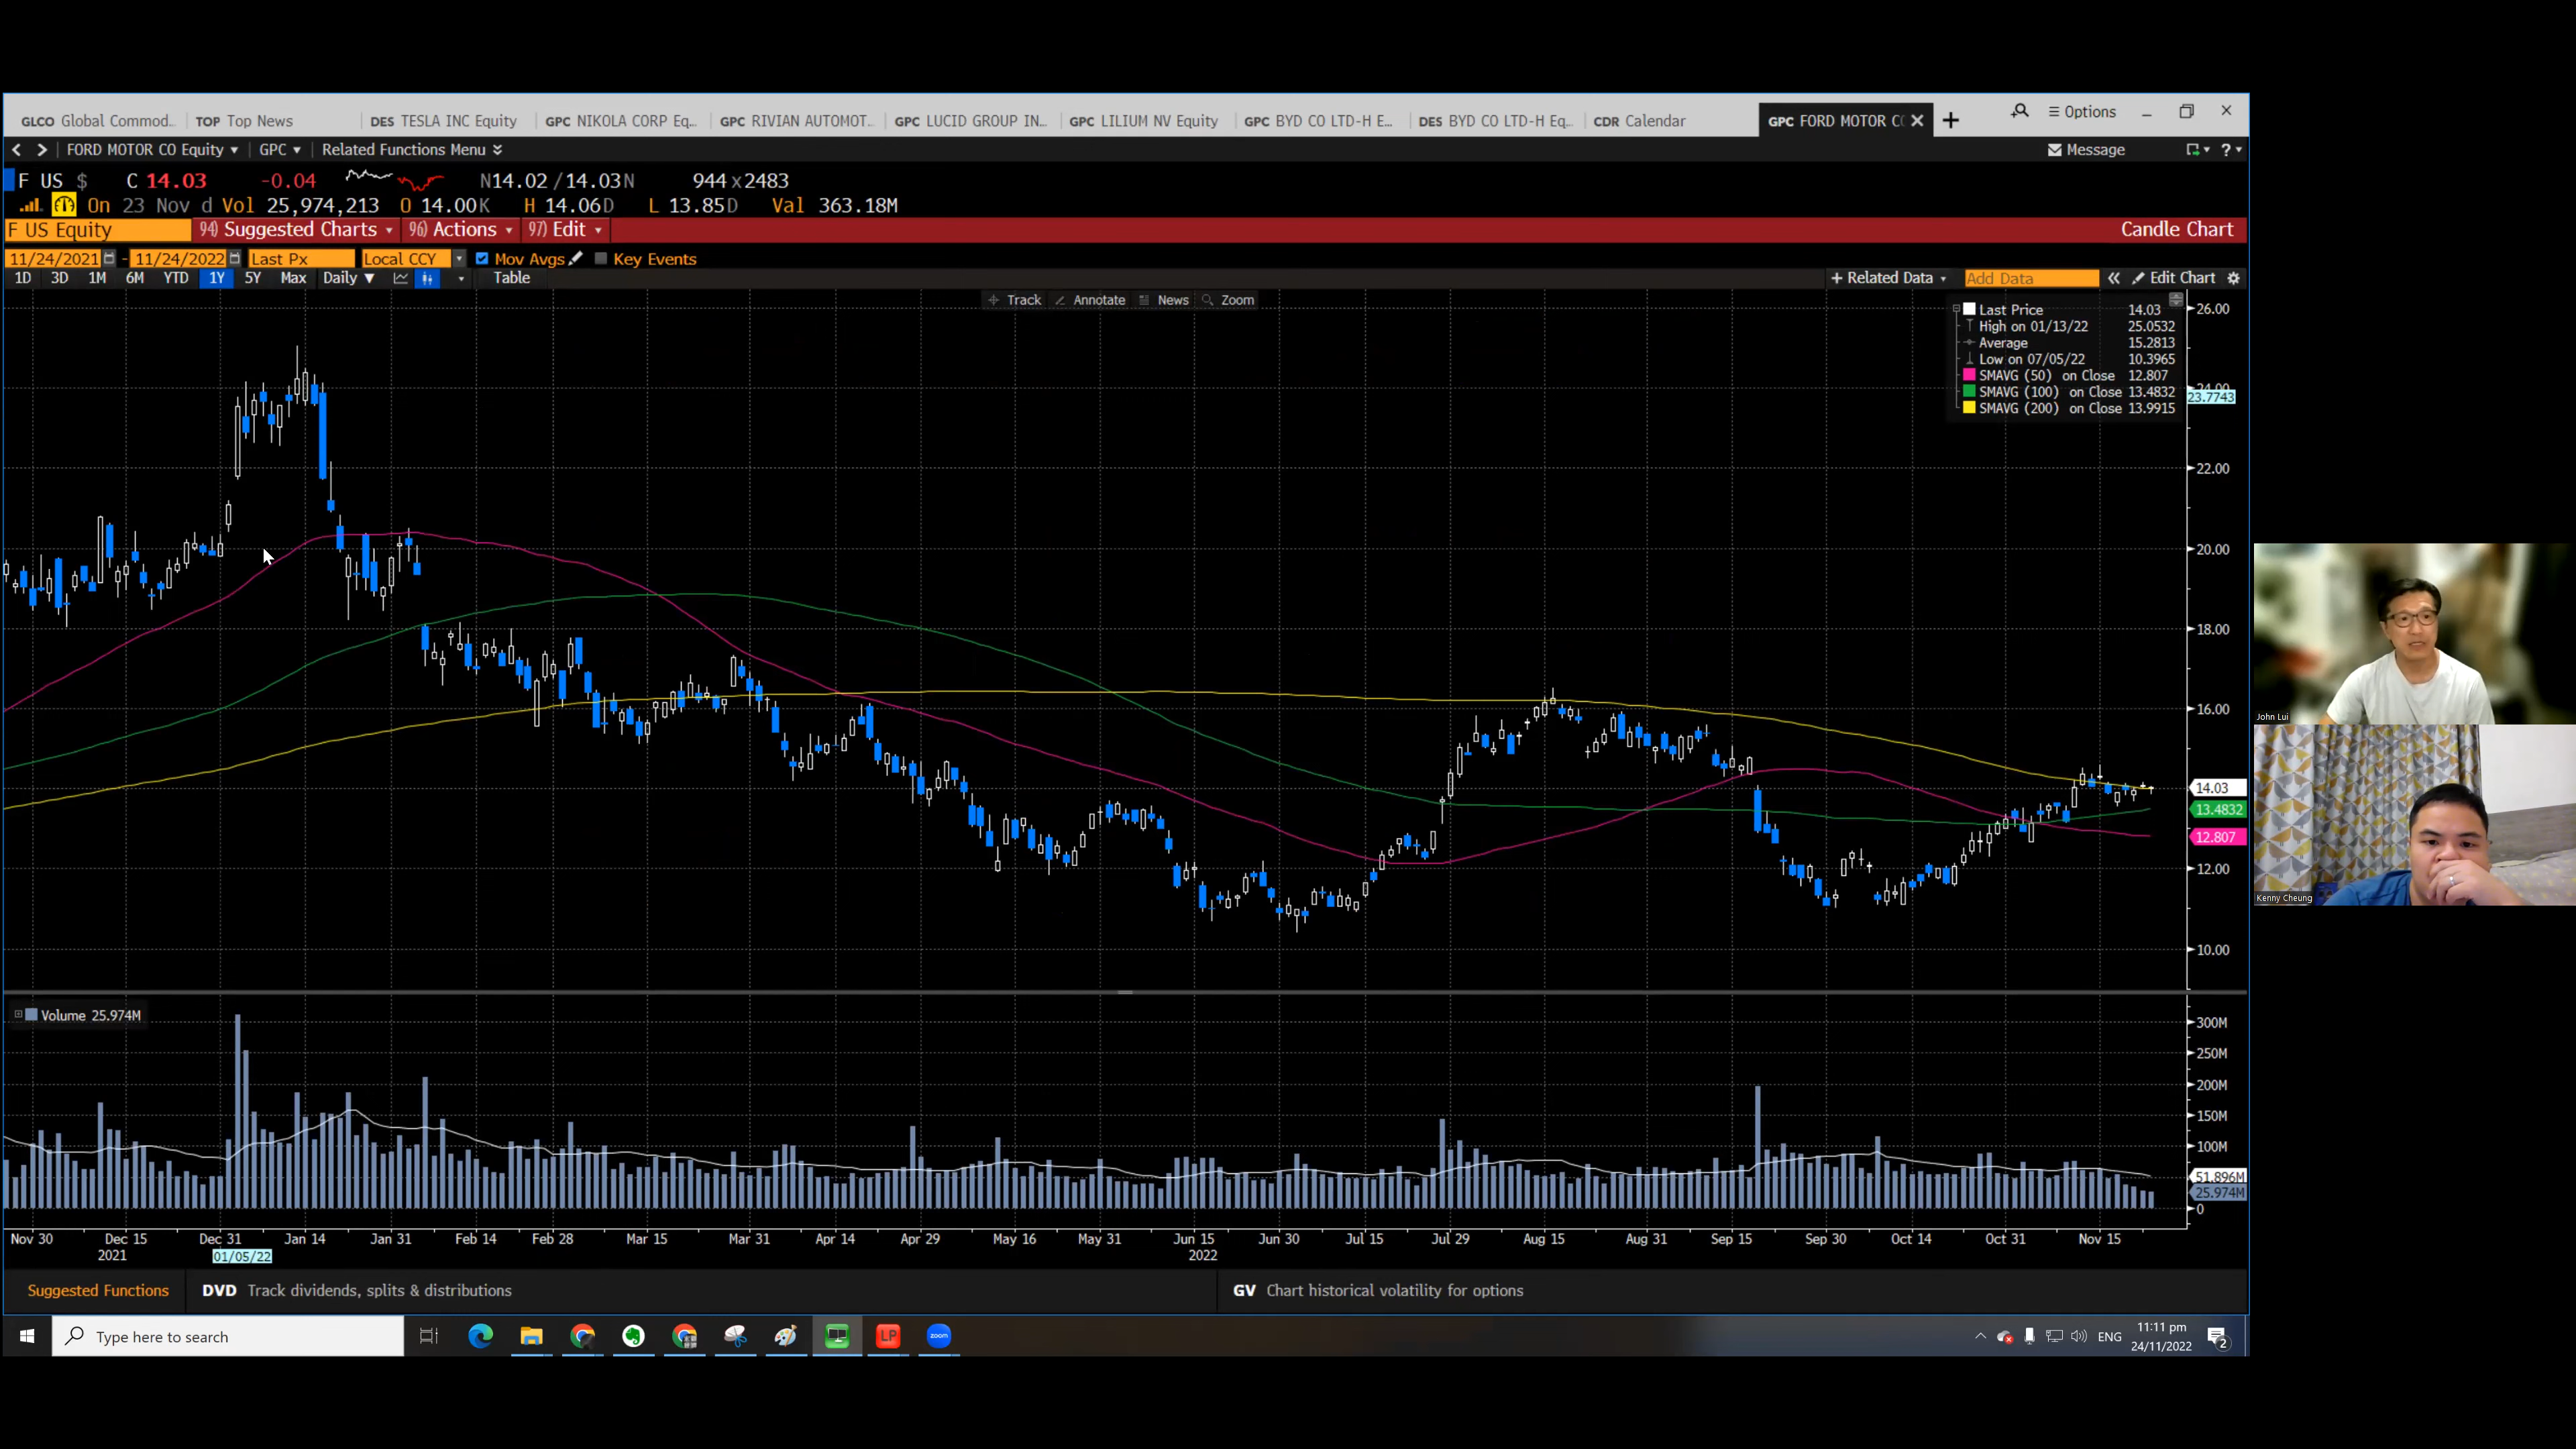 GLCO Global Commod.. TOP Top News DES TESLA INC Equity GPC NIKOLA CORP Eq... GPC RIVIAN AUTOMOT... GPC LUCID GROUP IN... GPC LILIUM NV Equity GPC BYD CO LTD-H E... DES BYD CO LTD-H Eq... CDR Calendar GPC FORD MOTOR C Options
FORD MOTOR CO Equity GPC Related Functions Menu Message ?
F US $ C 14.03 -0.04 N14.02/14.03N 944x2483
On 23 Nov d Vol 25,974,213 O 14.00K H 14.06D L 13.85D Val 363.18M
F US Equity 94) Suggested Charts 96) Actions 97) Edit Candle Chart
11/24/2021 - 11/24/2022 Last Px Local CCY Mov Avgs Key Events
1D 3D 1M 6M YTD 1Y 5Y Max Daily Table + Related Data Add Data Edit Chart
Track Annotate News Zoom
Last Price 14.03
High on 01/13/22 25.0532
Average 15.2813
Low on 07/05/22 10.3965
SMAVG (50) on Close 12.807
SMAVG (100) on Close 13.4832
SMAVG (200) on Close 13.9915
26.00
24.00
23.7743
22.00
20.00
18.00
16.00
14.03
13.4832
12.807
12.00
10.00
Volume 25.974M
300M
250M
200M
150M
100M
51.896M
25.974M
0
Nov 30 Dec 15 Dec 31 Jan 14 Jan 31 Feb 14 Feb 28 Mar 15 Mar 31 Apr 14 Apr 29 May 16 May 31 Jun 15 Jun 30 Jul 15 Jul 29 Aug 15 Aug 31 Sep 15 Sep 30 Oct 14 Oct 31 Nov 15
2021 01/05/22 2022
Suggested Functions DVD Track dividends, splits & distributions GV Chart historical volatility for options
Type here to search LP zoom ENG 11:11 pm
24/11/2022 2
John Lui
Kenny Cheung